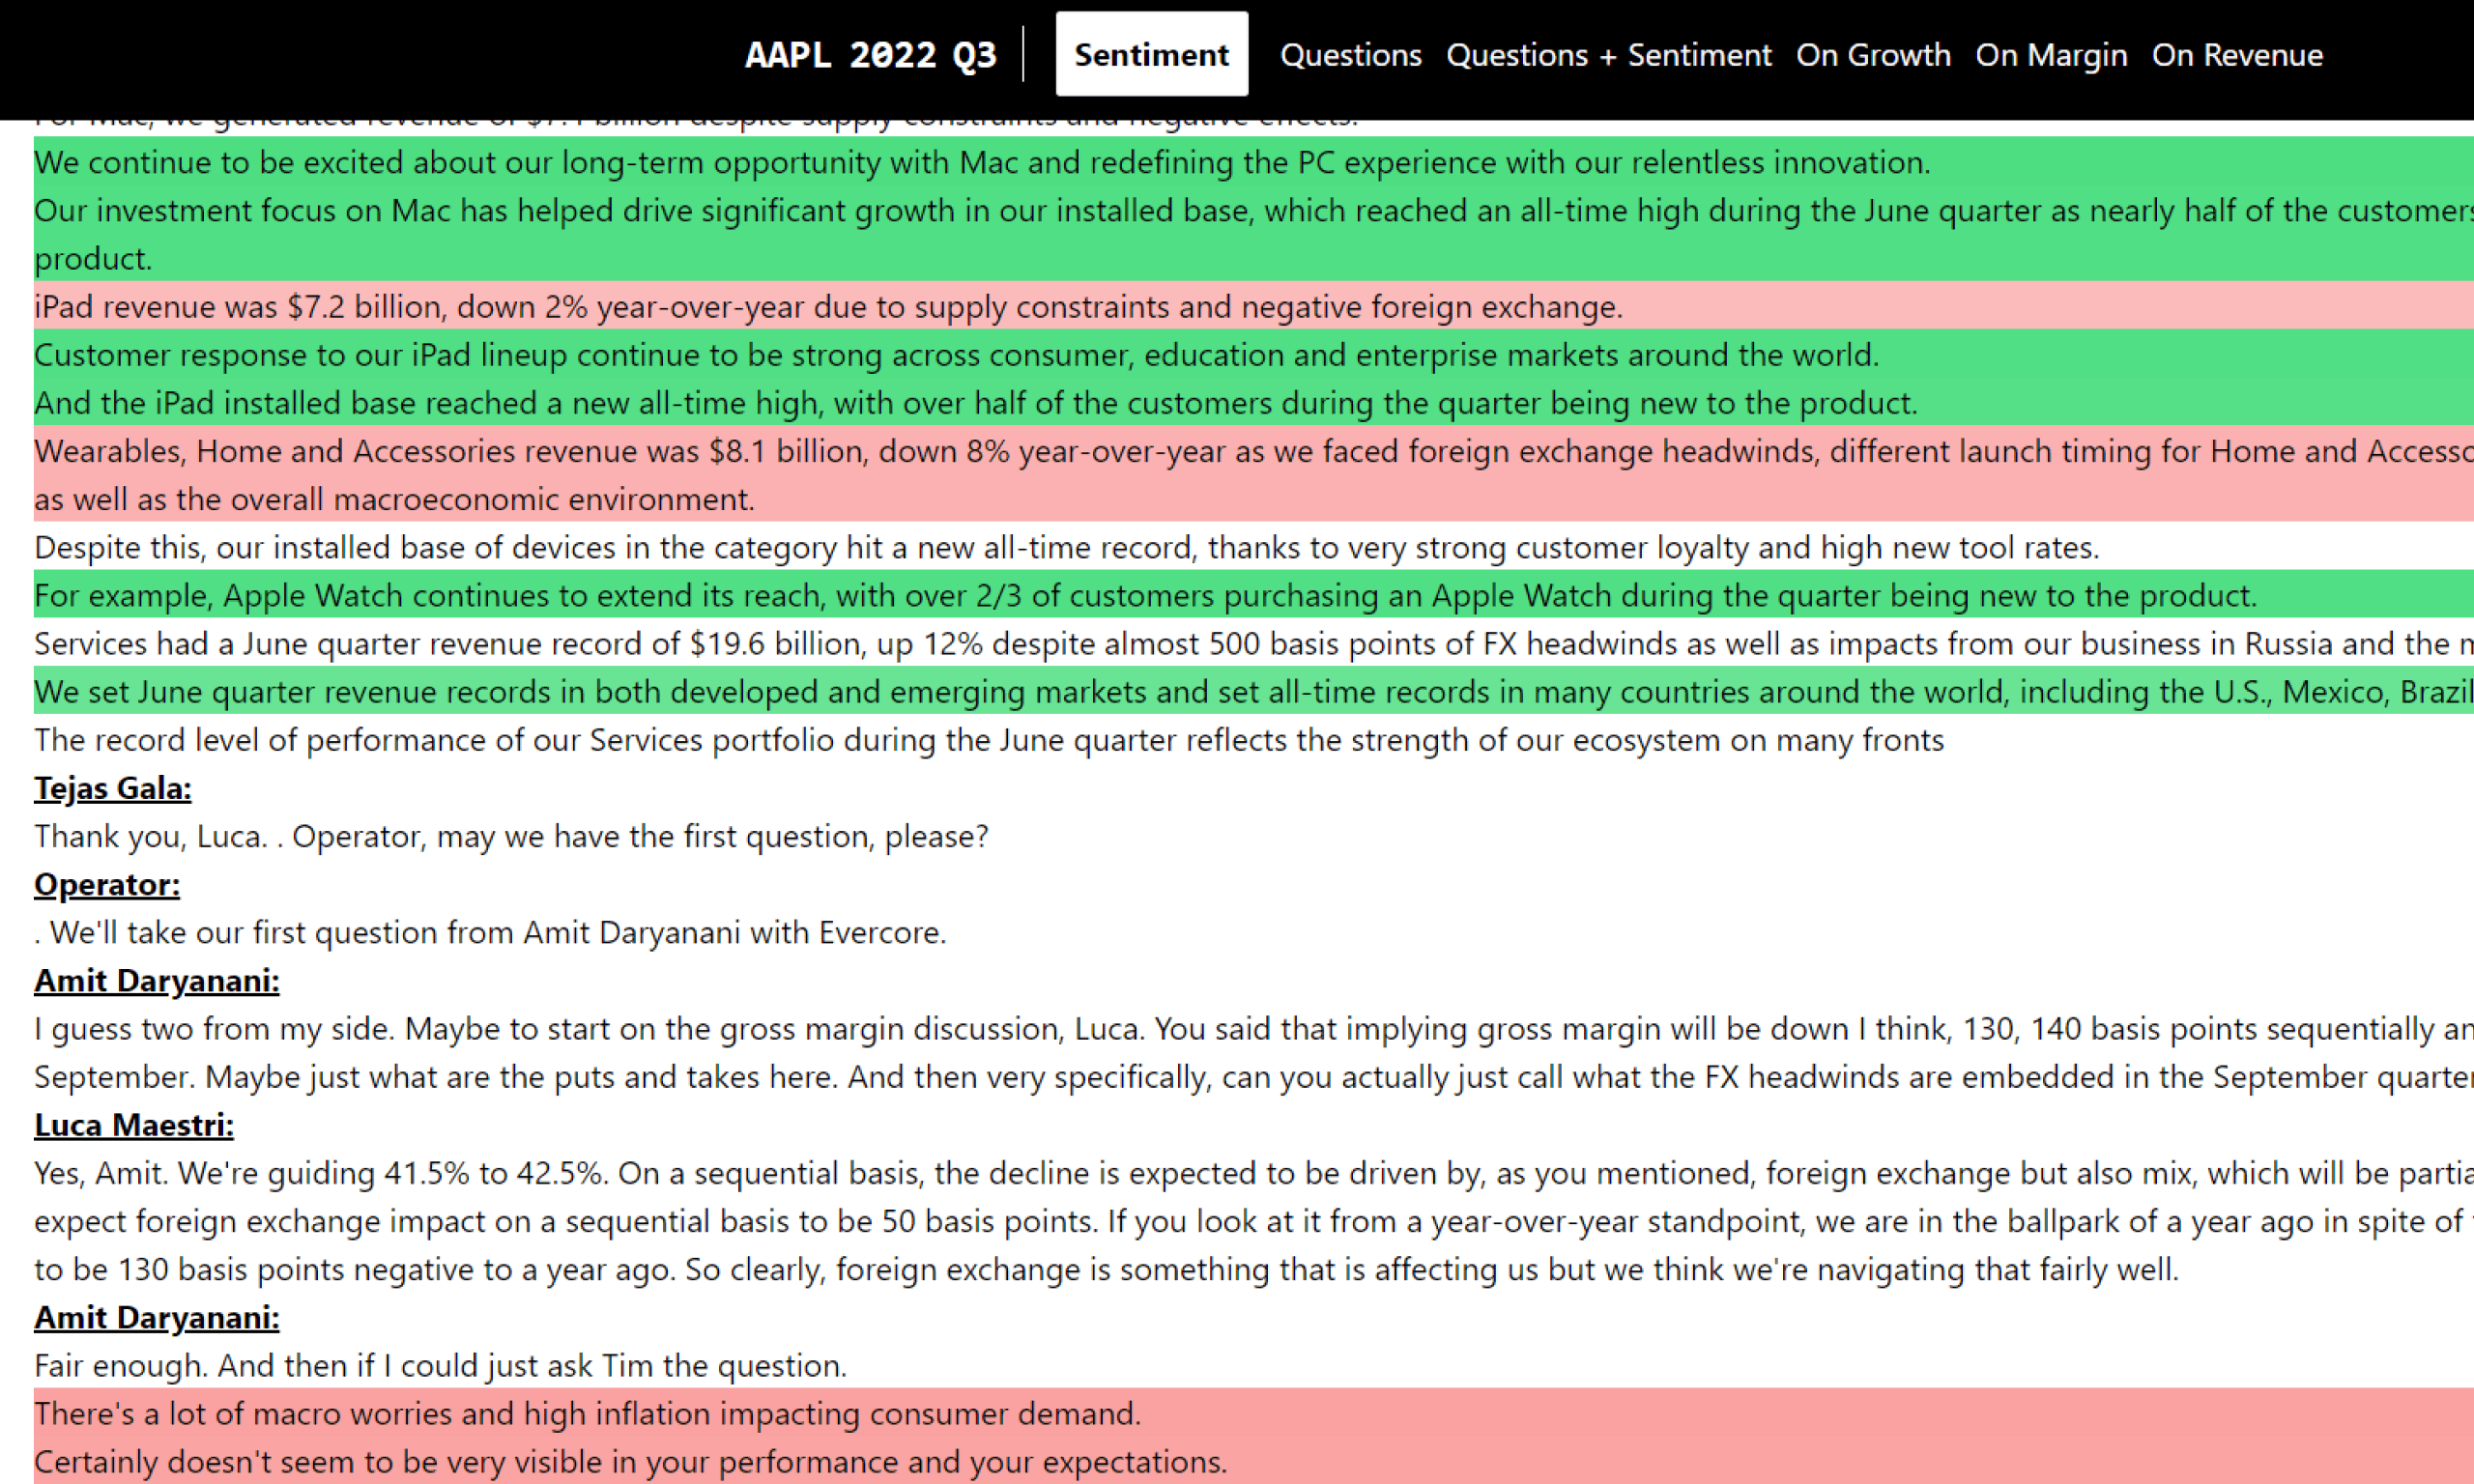 AAPL 2022 Q3 Sentiment Questions Questions + Sentiment On Growth On Margin On Revenue
For Mac, we generated revenue of $7.4 billion despite supply constraints and negative effects.
We continue to be excited about our long-term opportunity with Mac and redefining the PC experience with our relentless innovation.
Our investment focus on Mac has helped drive significant growth in our installed base, which reached an all-time high during the June quarter as nearly half of the customers
product.
iPad revenue was $7.2 billion, down 2% year-over-year due to supply constraints and negative foreign exchange.
Customer response to our iPad lineup continue to be strong across consumer, education and enterprise markets around the world.
And the iPad installed base reached a new all-time high, with over half of the customers during the quarter being new to the product.
Wearables, Home and Accessories revenue was $8.1 billion, down 8% year-over-year as we faced foreign exchange headwinds, different launch timing for Home and Accesso
as well as the overall macroeconomic environment.
Despite this, our installed base of devices in the category hit a new all-time record, thanks to very strong customer loyalty and high new tool rates.
For example, Apple Watch continues to extend its reach, with over 2/3 of customers purchasing an Apple Watch during the quarter being new to the product.
Services had a June quarter revenue record of $19.6 billion, up 12% despite almost 500 basis points of FX headwinds as well as impacts from our business in Russia and the
We set June quarter revenue records in both developed and emerging markets and set all-time records in many countries around the world, including the U.S., Mexico, Brazil
The record level of performance of our Services portfolio during the June quarter reflects the strength of our ecosystem on many fronts
Tejas Gala:
Thank you, Luca. . Operator, may we have the first question, please?
Operator:
. We'll take our first question from Amit Daryanani with Evercore.
Amit Daryanani:
I guess two from my side. Maybe to start on the gross margin discussion, Luca. You said that implying gross margin will be down I think, 130, 140 basis points sequentially an
September. Maybe just what are the puts and takes here. And then very specifically, can you actually just call what the FX headwinds are embedded in the September quarter
Luca Maestri:
Yes, Amit. We're guiding 41.5% to 42.5%. On a sequential basis, the decline is expected to be driven by, as you mentioned, foreign exchange but also mix, which will be partia
expect foreign exchange impact on a sequential basis to be 50 basis points. If you look at it from a year-over-year standpoint, we are in the ballpark of a year ago in spite of
to be 130 basis points negative to a year ago. So clearly, foreign exchange is something that is affecting us but we think we're navigating that fairly well.
Amit Daryanani:
Fair enough. And then if I could just ask Tim the question.
There's a lot of macro worries and high inflation impacting consumer demand.
Certainly doesn't seem to be very visible in your performance and your expectations.